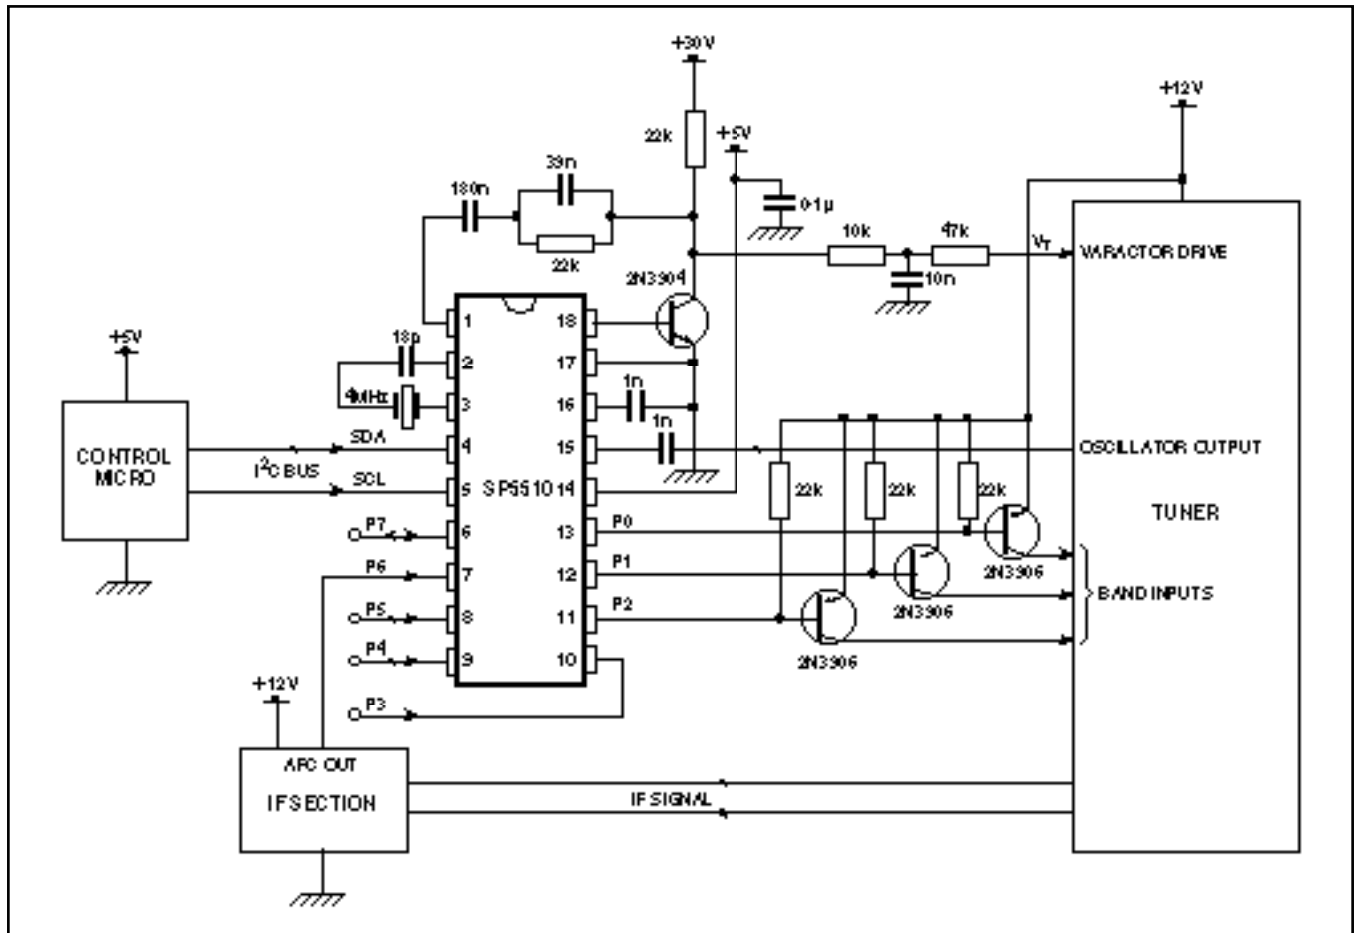 +30V
+12V
22k
+5V
39n
180n
0·1µ
10k
47k
VT
VARACTOR DRIVE
22k
10n
2N3904
1
18
+5V
18p
2
17
4MHz
3
16
1n
1n
SDA
4
15
OSCILLATOR OUTPUT
CONTROL
MICRO
I2C BUS
SCL
5
SP5510
14
22k
22k
22k
TUNER
P7
6
13
P0
P6
7
12
P1
2N3906
BAND INPUTS
P5
8
11
P2
2N3906
P4
9
10
2N3906
+12V
P3
AFC OUT
IF SECTION
IF SIGNAL